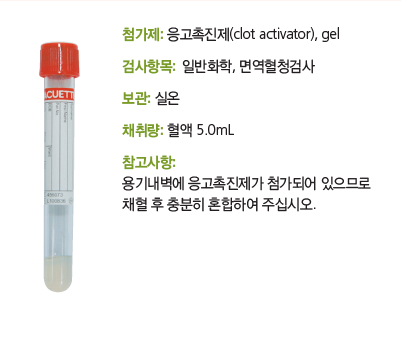 첨가제: 응고촉진제(clot activator), gel
검사항목: 일반화학, 면역혈청검사
보관: 실온
채취량: 혈액 5.0mL
참고사항:
용기내벽에 응고촉진제가 첨가되어 있으므로
채혈 후 충분히 혼합하여 주십시오.
ACUETT